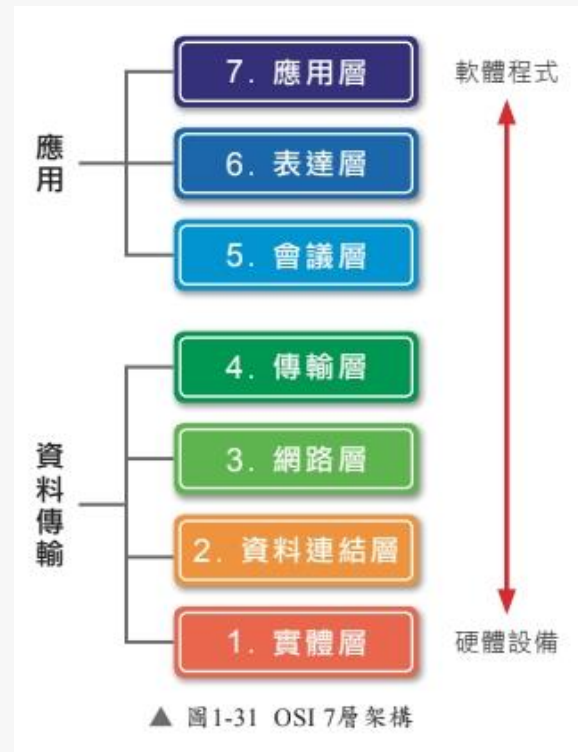 7. 應用層
軟體程式
應用
6. 表達層
5. 會議層
4. 傳輸層
3. 網路層
資料傳輸
2. 資料連結層
1. 實體層
硬體設備
▲ 圖1-31 OSI 7層架構